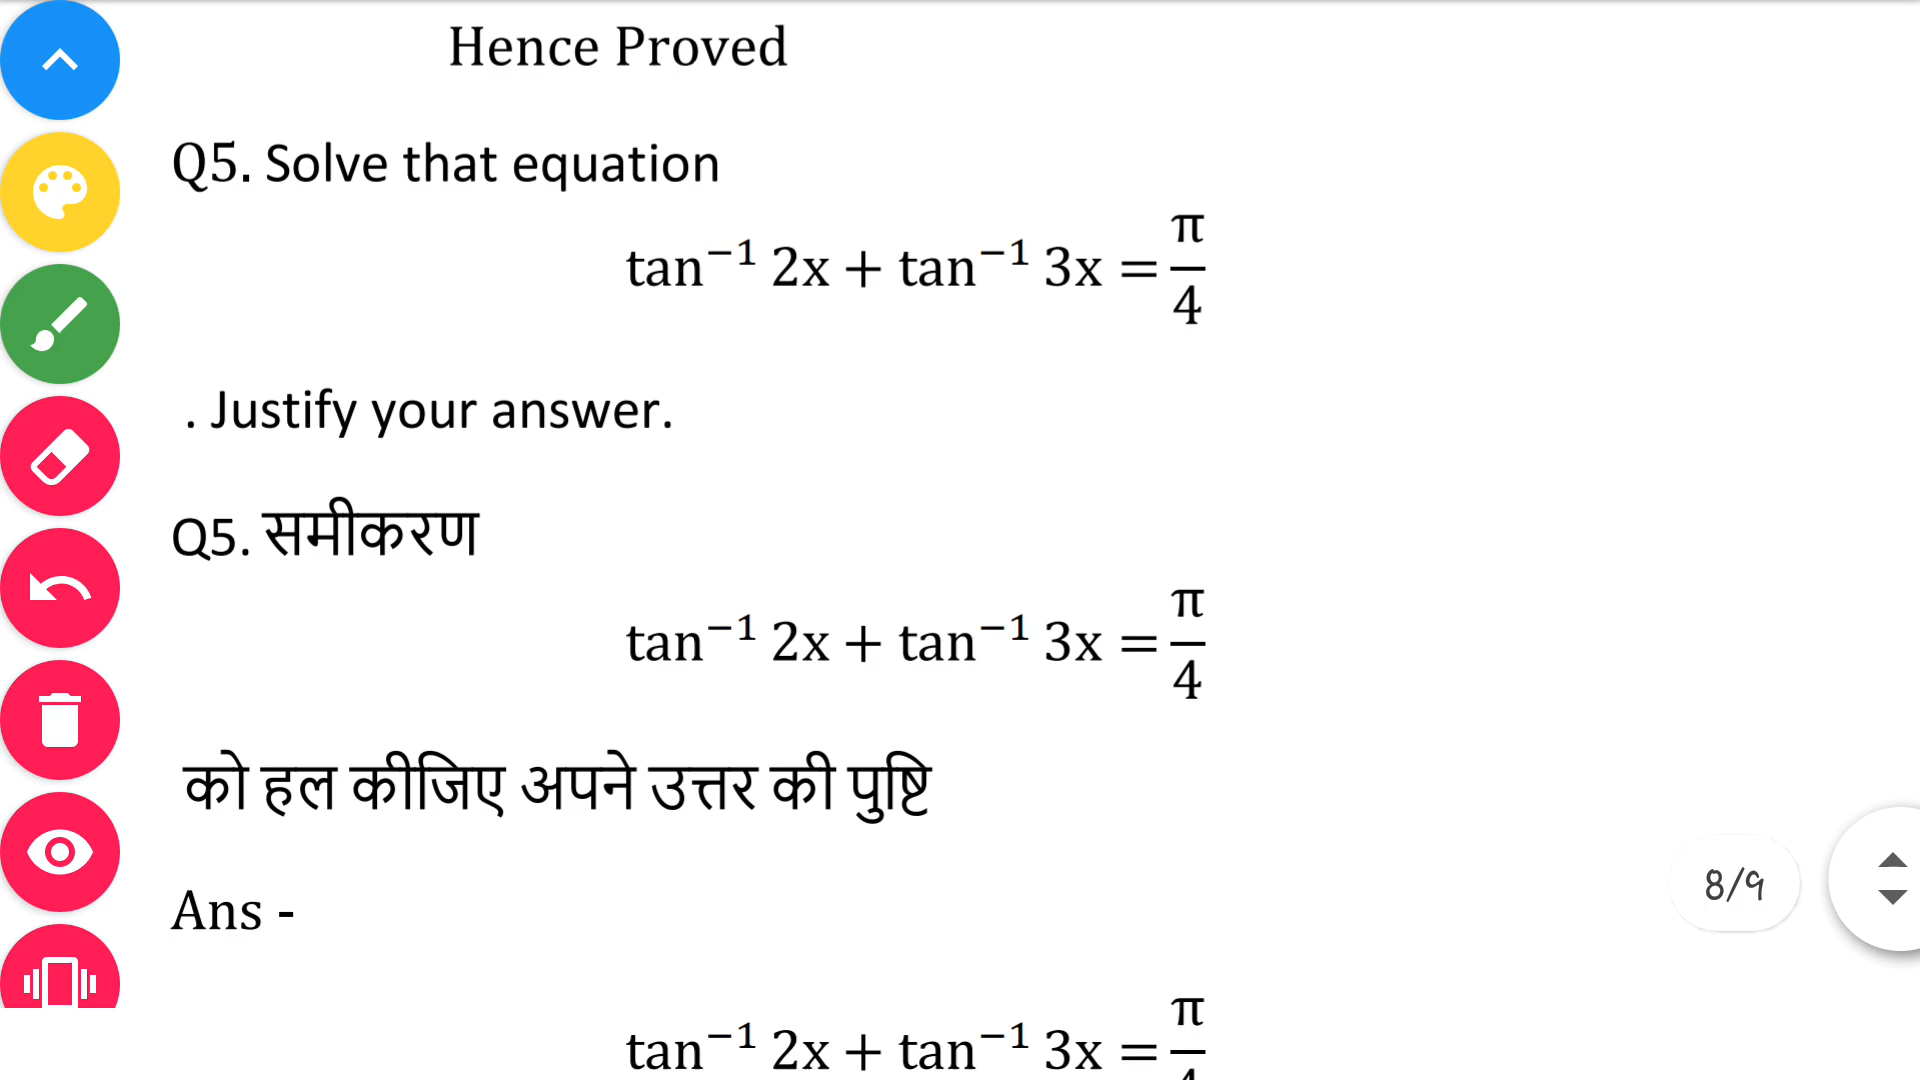 Hence Proved
Q5. Solve that equation
tan⁻¹ 2x + tan⁻¹ 3x = π/4
. Justify your answer.
Q5. समीकरण
tan⁻¹ 2x + tan⁻¹ 3x = π/4
को हल कीजिए अपने उत्तर की पुष्टि
8/9
Ans -
tan⁻¹ 2x + tan⁻¹ 3x = π/4